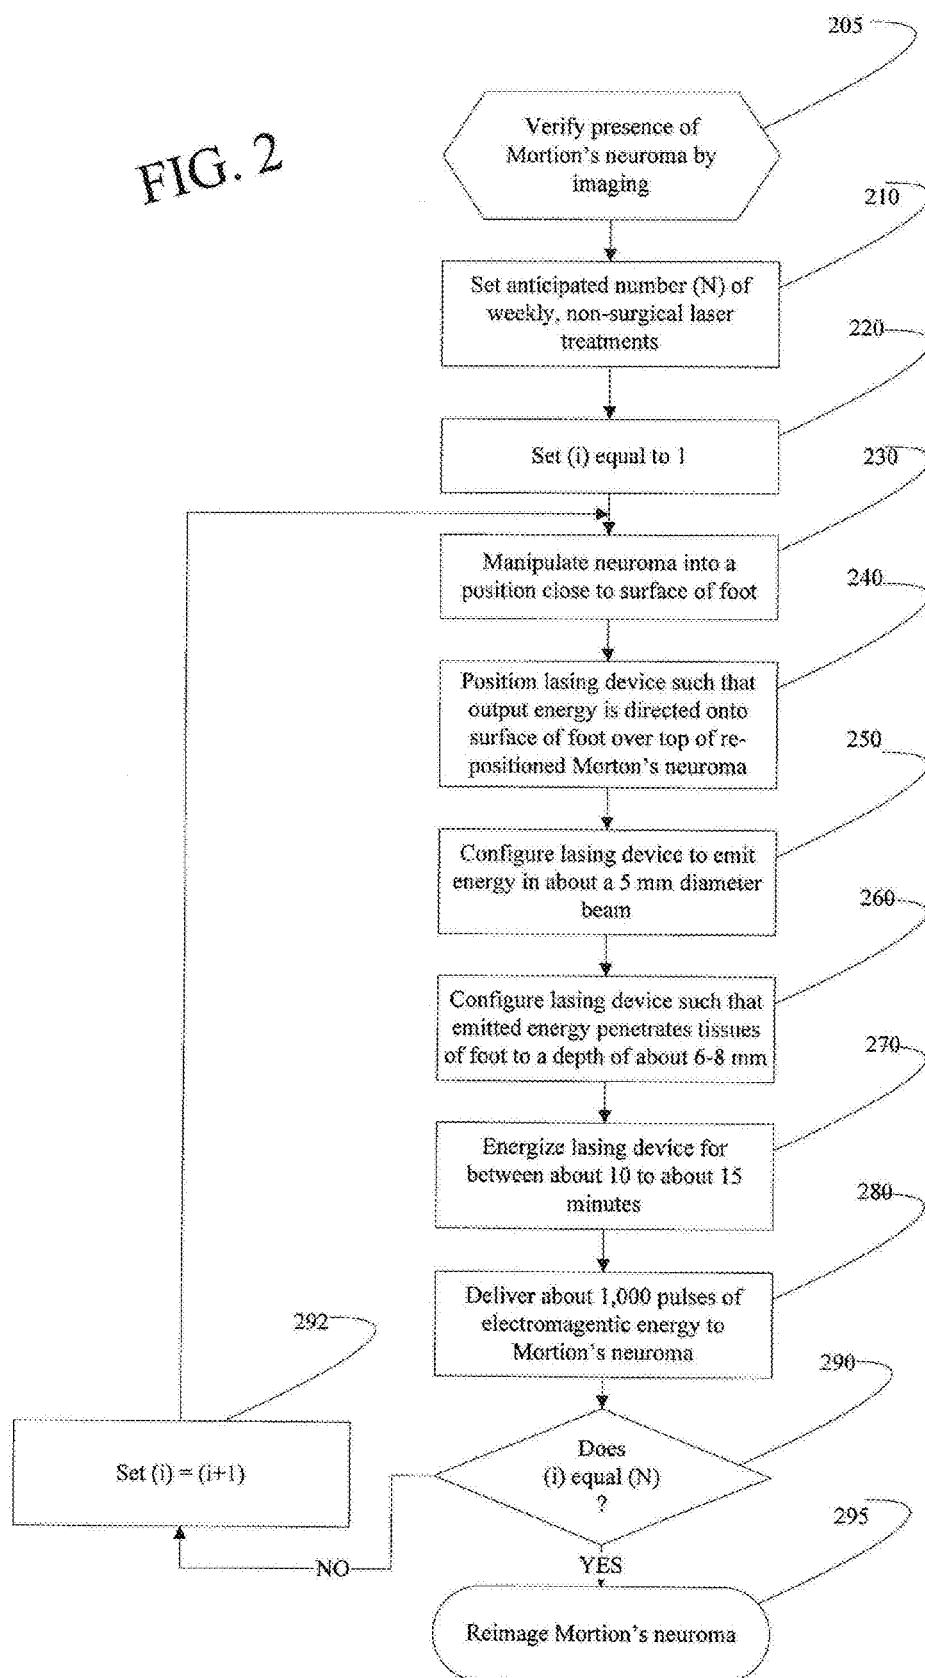 FIG. 2
205
Verify presence of
Mortion's neuroma by
imaging
210
Set anticipated number (N) of
weekly, non-surgical laser
treatments
220
Set (i) equal to 1
230
Manipulate neuroma into a
position close to surface of foot
240
Position lasing device such that
output energy is directed onto
surface of foot over top of re-
positioned Morton's neuroma
250
Configure lasing device to emit
energy in about a 5 mm diameter
beam
260
Configure lasing device such that
emitted energy penetrates tissues
of foot to a depth of about 6-8 mm
270
Energize lasing device for
between about 10 to about 15
minutes
280
Deliver about 1,000 pulses of
electromagentic energy to
Mortion's neuroma
290
Does
(i) equal (N)
?
292
Set (i) = (i+1)
NO
YES
295
Reimage Mortion's neuroma